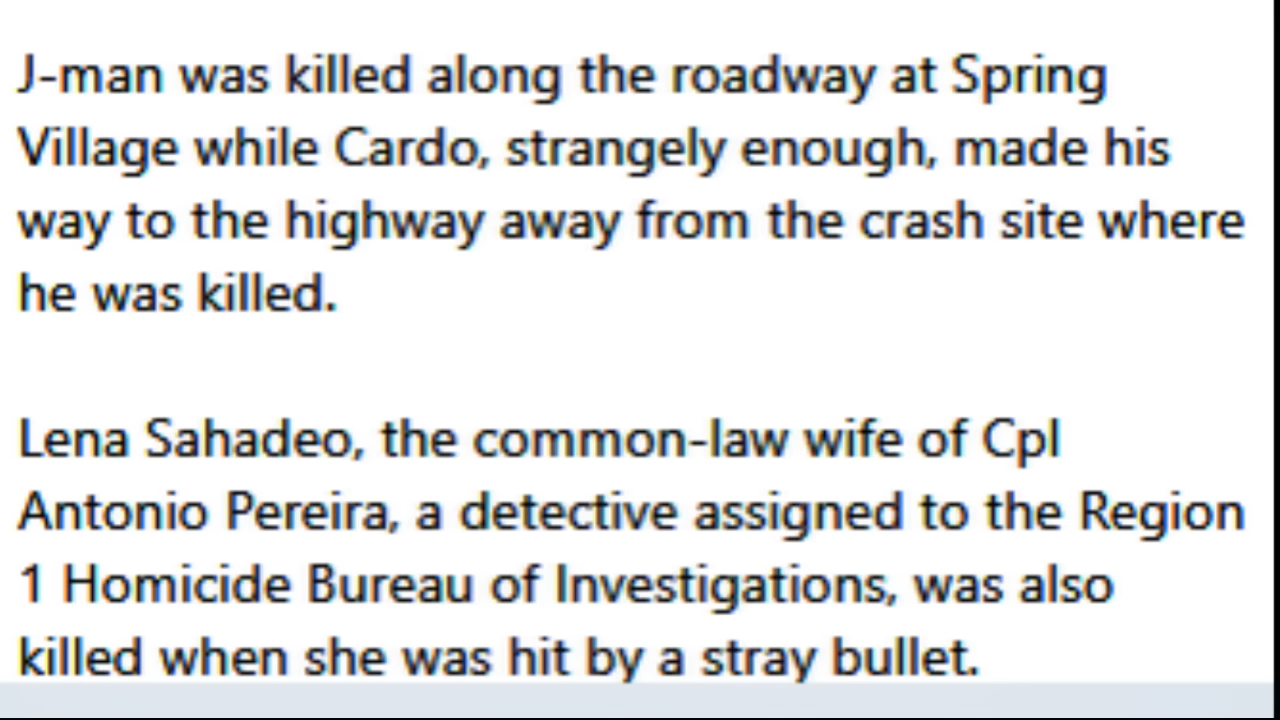 J-man was killed along the roadway at Spring
Village while Cardo, strangely enough, made his
way to the highway away from the crash site where
he was killed.
Lena Sahadeo, the common-law wife of Cpl
Antonio Pereira, a detective assigned to the Region
1 Homicide Bureau of Investigations, was also
killed when she was hit by a stray bullet.